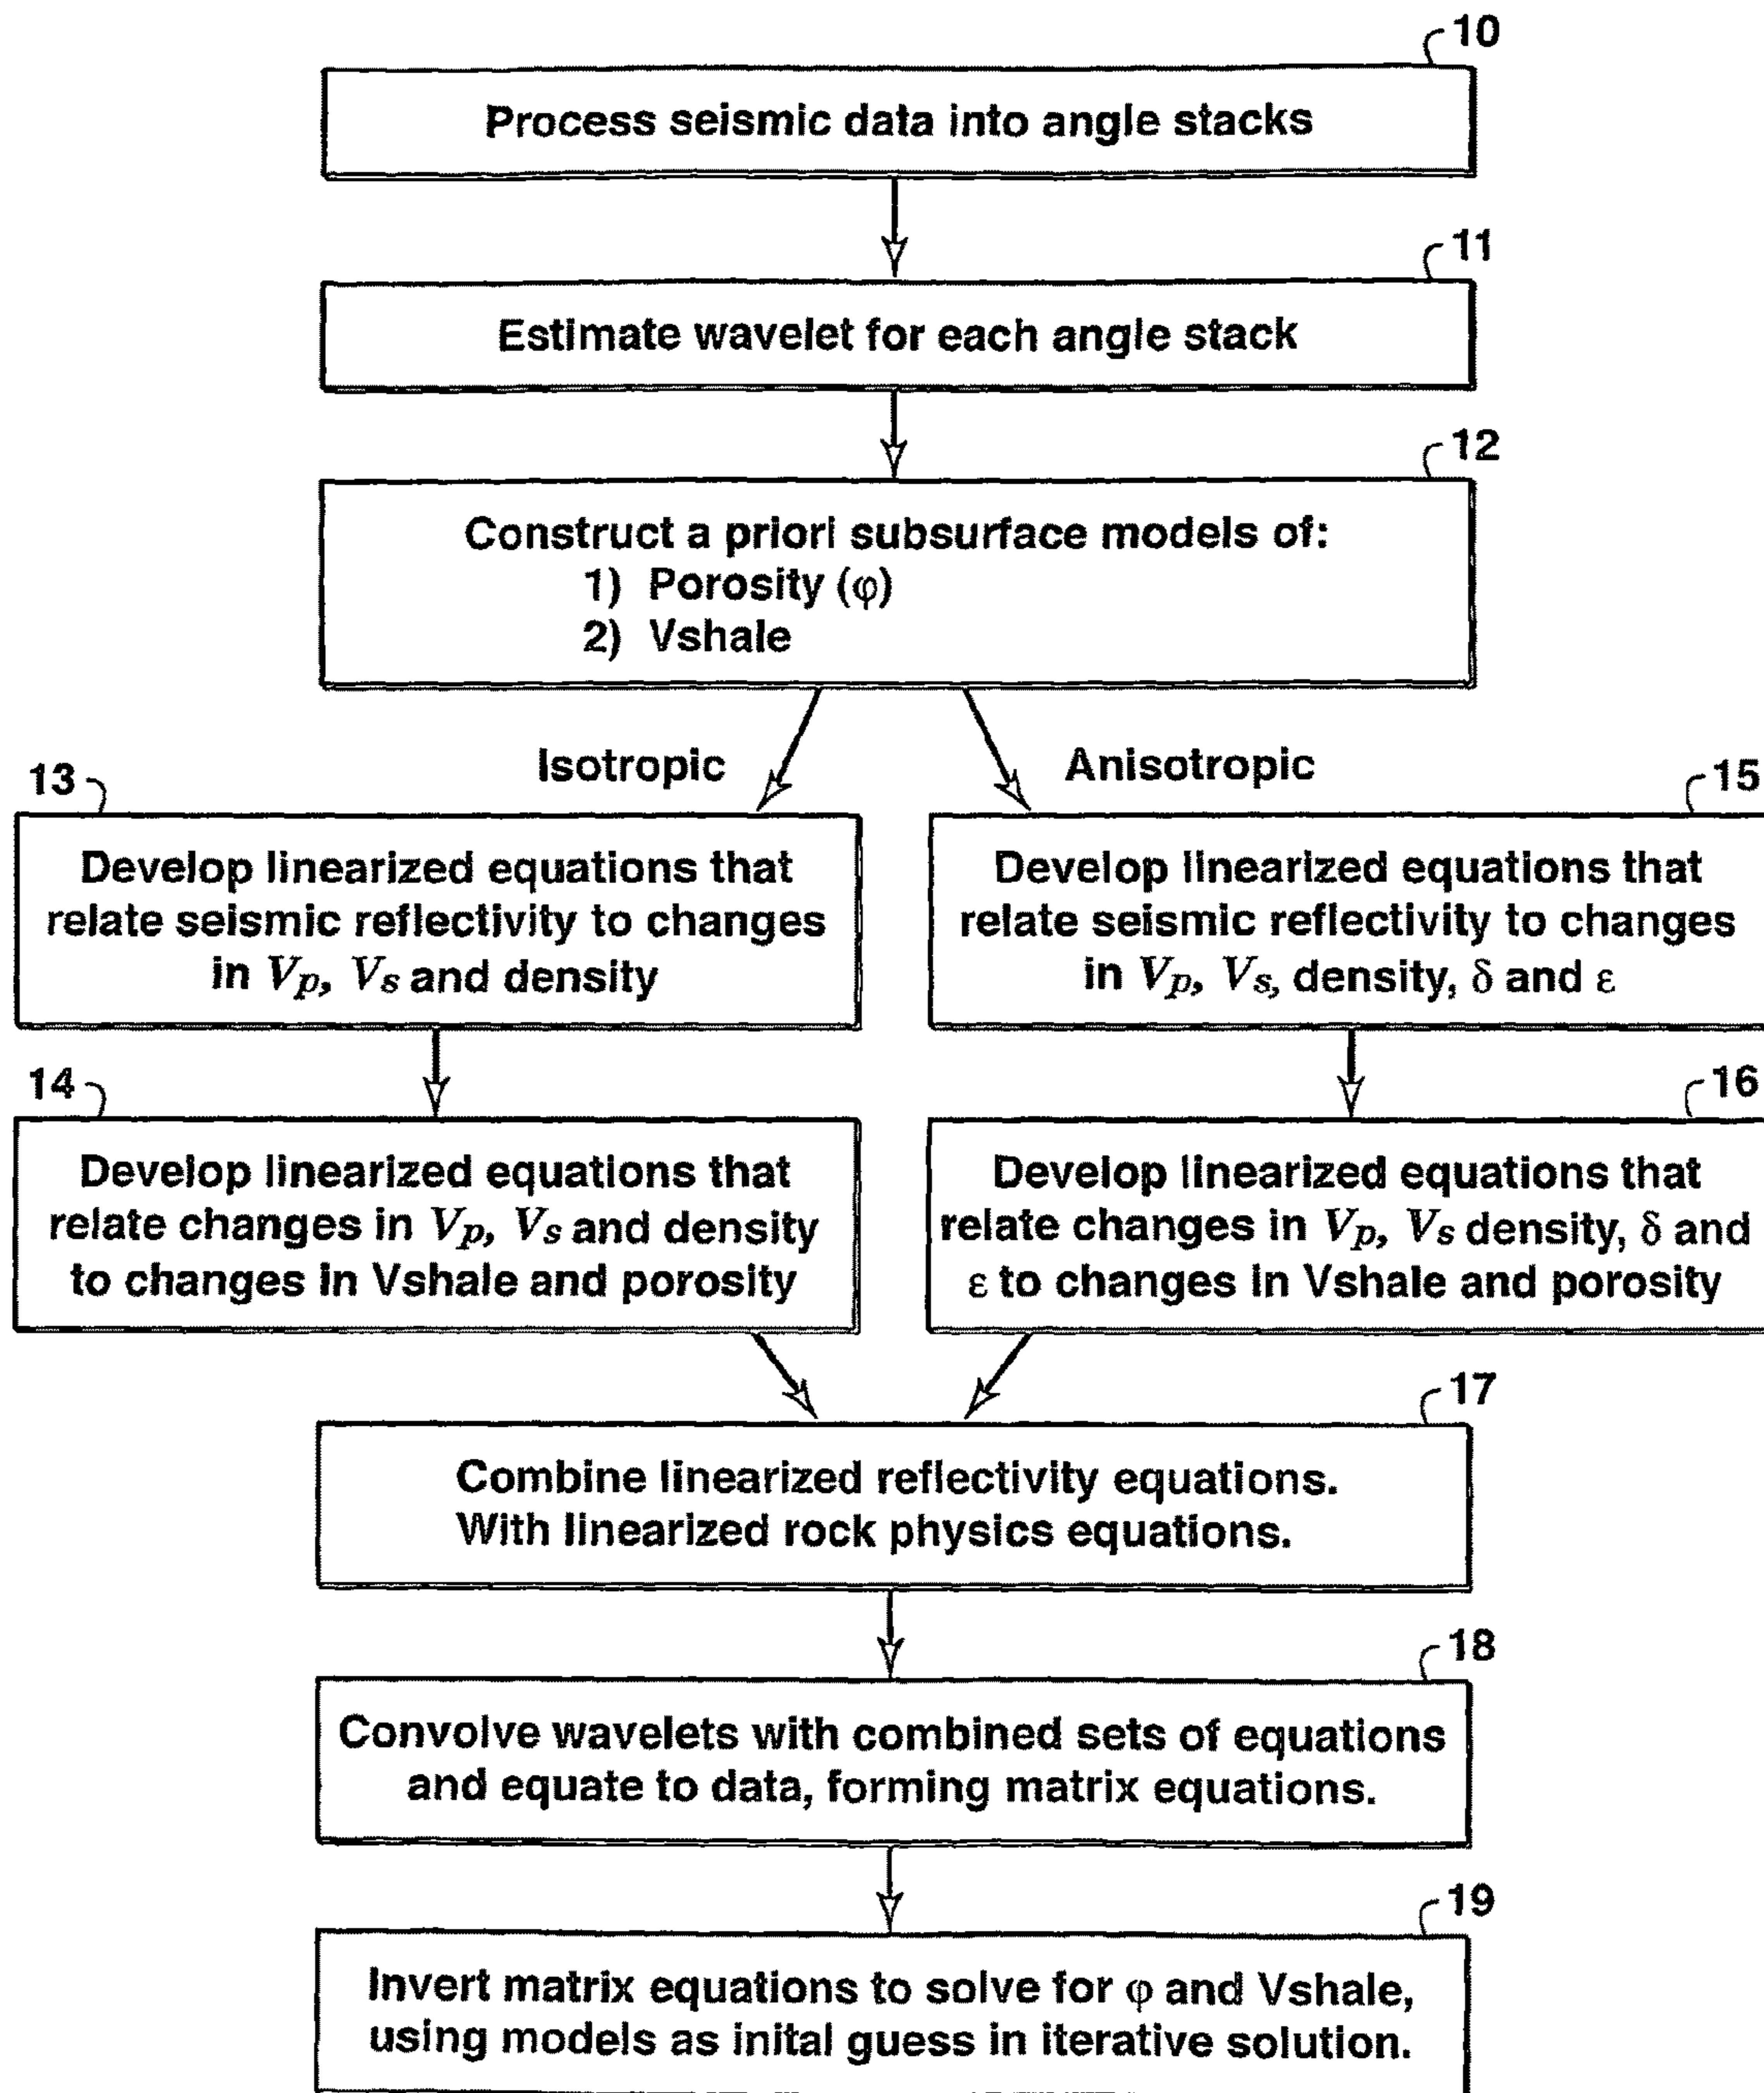 10
Process seismic data into angle stacks
11
Estimate wavelet for each angle stack
12
Construct a priori subsurface models of:
1) Porosity (φ)
2) Vshale
Isotropic
Anisotropic
13
Develop linearized equations that
relate seismic reflectivity to changes
in Vp, Vs and density
15
Develop linearized equations that
relate seismic reflectivity to changes
in Vp, Vs, density, δ and ε
14
Develop linearized equations that
relate changes in Vp, Vs and density
to changes in Vshale and porosity
16
Develop linearized equations that
relate changes in Vp, Vs density, δ and
ε to changes in Vshale and porosity
17
Combine linearized reflectivity equations.
With linearized rock physics equations.
18
Convolve wavelets with combined sets of equations
and equate to data, forming matrix equations.
19
Invert matrix equations to solve for φ and Vshale,
using models as inital guess in iterative solution.